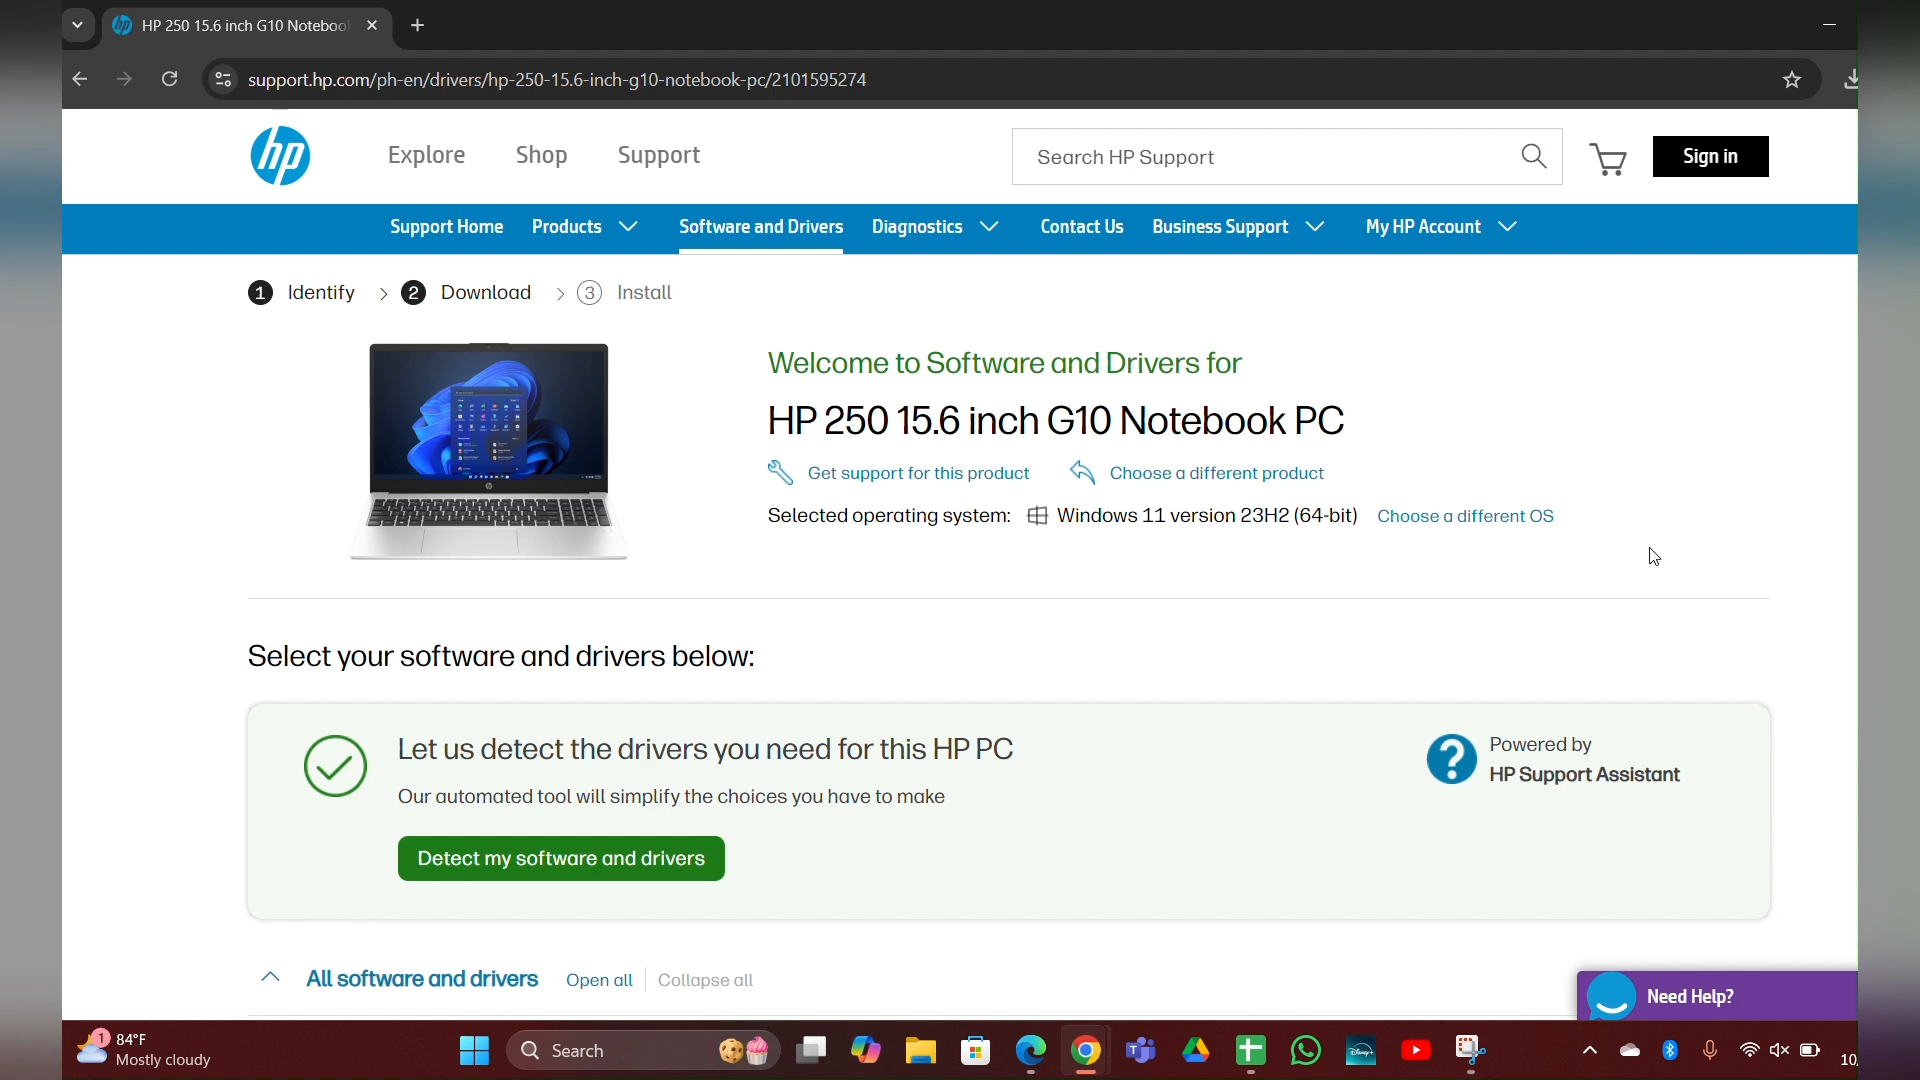 HP 250 15.6 inch G10 Noteboo
support.hp.com/ph-en/drivers/hp-250-15.6-inch-g10-notebook-pc/2101595274
hp
Explore Shop Support
Search HP Support
Sign in
Support Home Products Software and Drivers Diagnostics Contact Us Business Support My HP Account
1 Identify 2 Download 3 Install
Welcome to Software and Drivers for
HP 250 15.6 inch G10 Notebook PC
Get support for this product Choose a different product
Selected operating system: Windows 11 version 23H2 (64-bit) Choose a different OS
Select your software and drivers below:
Let us detect the drivers you need for this HP PC
Our automated tool will simplify the choices you have to make
Detect my software and drivers
Powered by
HP Support Assistant
All software and drivers Open all Collapse all
Need Help?
1
84°F
Mostly cloudy
Search
Disney+
10